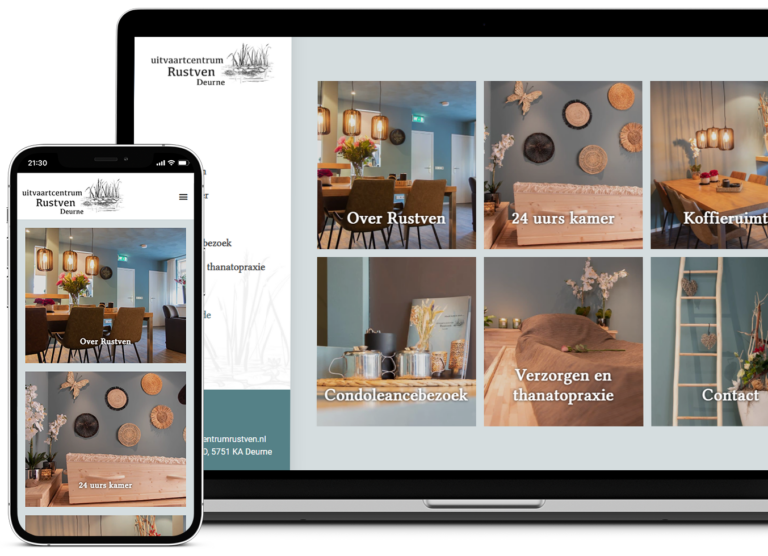 uitvaartcentrum
Rustven
Deurne
bezoek
thanatopraxie
centrumrustven.nl
5751 KA Deurne
Over Rustven
24 uurs kamer
Koffieruimt
Condoleancebezoek
Verzorgen en
thanatopraxie
Contact
21:30
uitvaartcentrum
Rustven
Deurne
Over Rustven
24 uurs kamer